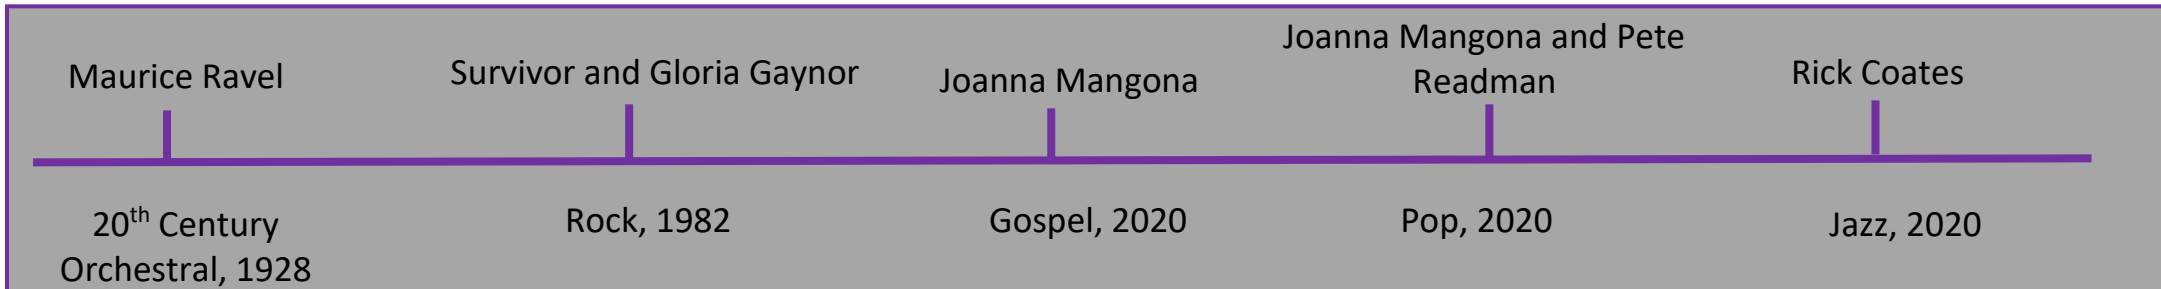 Maurice Ravel
Survivor and Gloria Gaynor
Joanna Mangona
Joanna Mangona and Pete
Readman
Rick Coates
20th Century
Orchestral, 1928
Rock, 1982
Gospel, 2020
Pop, 2020
Jazz, 2020